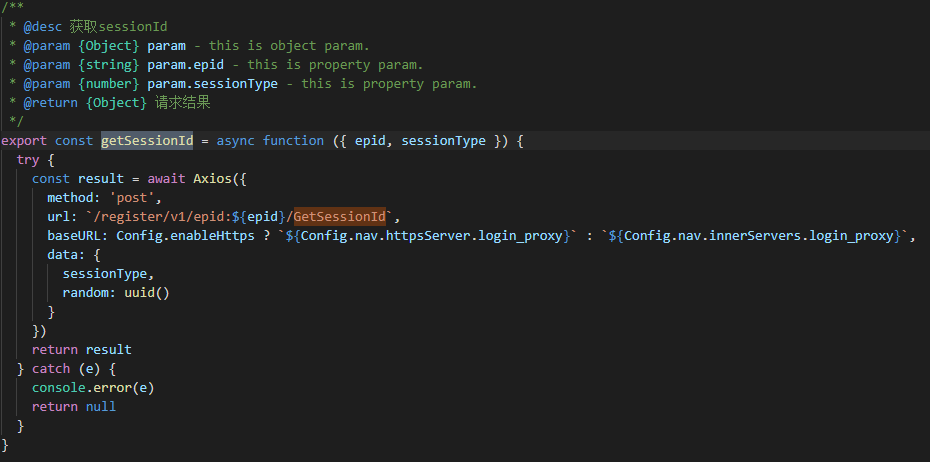 /**
 * @desc 获取sessionId
 * @param {Object} param - this is object param.
 * @param {string} param.epid - this is property param.
 * @param {number} param.sessionType - this is property param.
 * @return {Object} 请求结果
 */
export const getSessionId = async function ({ epid, sessionType }) {
  try {
    const result = await Axios({
      method: 'post',
      url: `/register/v1/epid:${epid}/GetSessionId`,
      baseURL: Config.enableHttps ? `${Config.nav.httpsServer.login_proxy}` : `${Config.nav.innerServers.login_proxy}`,
      data: {
        sessionType,
        random: uuid()
      }
    })
    return result
  } catch (e) {
    console.error(e)
    return null
  }
}